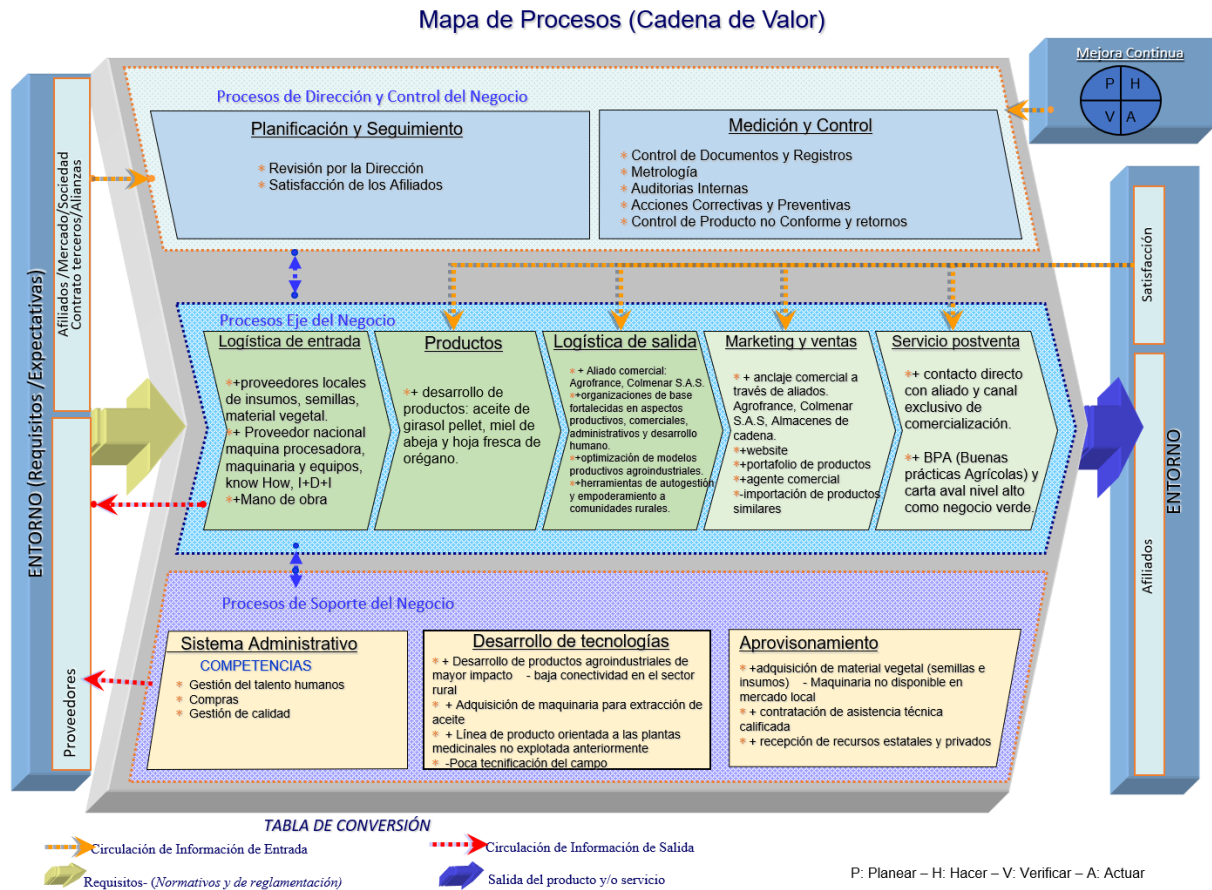 Mapa de Procesos (Cadena de Valor)
Mejora Continua
P H
V A
ENTORNO (Requisitos /Expectativas)
Afiliados /Mercado/Sociedad
Contrato terceros/Alianzas
Proveedores
Procesos de Dirección y Control del Negocio
Planificación y Seguimiento
* Revisión por la Dirección
* Satisfacción de los Afiliados
Medición y Control
* Control de Documentos y Registros
* Metrología
* Auditorias Internas
* Acciones Correctivas y Preventivas
* Control de Producto no Conforme y retornos
Procesos Eje del Negocio
Logística de entrada
*+proveedores locales
de insumos, semillas,
material vegetal.
*+ Proveedor nacional
maquina procesadora,
maquinaria y equipos,
know How, I+D+I
*+Mano de obra
Productos
*+ desarrollo de
productos: aceite de
girasol pellet, miel de
abeja y hoja fresca de
orégano.
Logística de salida
*+ Aliado comercial:
Agrofrance, Colmenar S.A.S.
*+organizaciones de base
fortalecidas en aspectos
productivos, comerciales,
administrativos y desarrollo
humano.
*+optimización de modelos
productivos agroindustriales.
*+herramientas de autogestión
y empoderamiento a
comunidades rurales.
Marketing y ventas
*+ anclaje comercial a
través de aliados.
Agrofrance, Colmenar
S.A.S, Almacenes de
cadena.
*+website
*+portafolio de productos
*+agente comercial
*-importación de productos
similares
Servicio postventa
*+ contacto directo
con aliado y canal
exclusivo de
comercialización.
*+ BPA (Buenas
prácticas Agrícolas) y
carta aval nivel alto
como negocio verde.
Satisfacción
Afiliados
ENTORNO
Procesos de Soporte del Negocio
Sistema Administrativo
COMPETENCIAS
* Gestión del talento humanos
* Compras
* Gestión de calidad
Desarrollo de tecnologías
* + Desarrollo de productos agroindustriales de
mayor impacto - baja conectividad en el sector
rural
* + Adquisición de maquinaria para extracción de
aceite
* + Línea de producto orientada a las plantas
medicinales no explotada anteriormente
* -Poca tecnificación del campo
Aprovisonamiento
* +adquisición de material vegetal (semillas e
insumos) - Maquinaria no disponible en
mercado local
* + contratación de asistencia técnica
calificada
* + recepción de recursos estatales y privados
TABLA DE CONVERSIÓN
Circulación de Información de Entrada
Circulación de Información de Salida
Requisitos- (Normativos y de reglamentación)
Salida del producto y/o servicio
P: Planear – H: Hacer – V: Verificar – A: Actuar